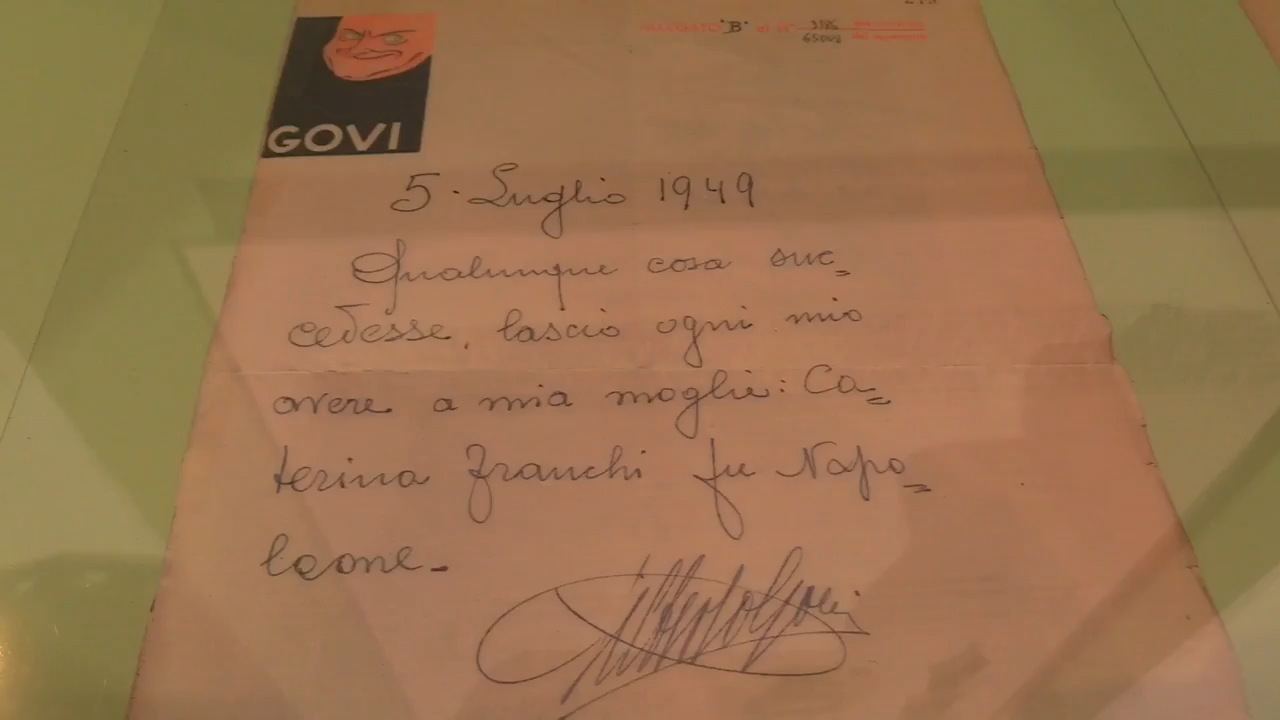 GOVI
"B"
65009
5. Luglio 1949
Qualunque cosa suc=
cedesse, lascio ogni mio
avere a mia moglie: Ca=
terina Franchi fu Napo=
leone.-